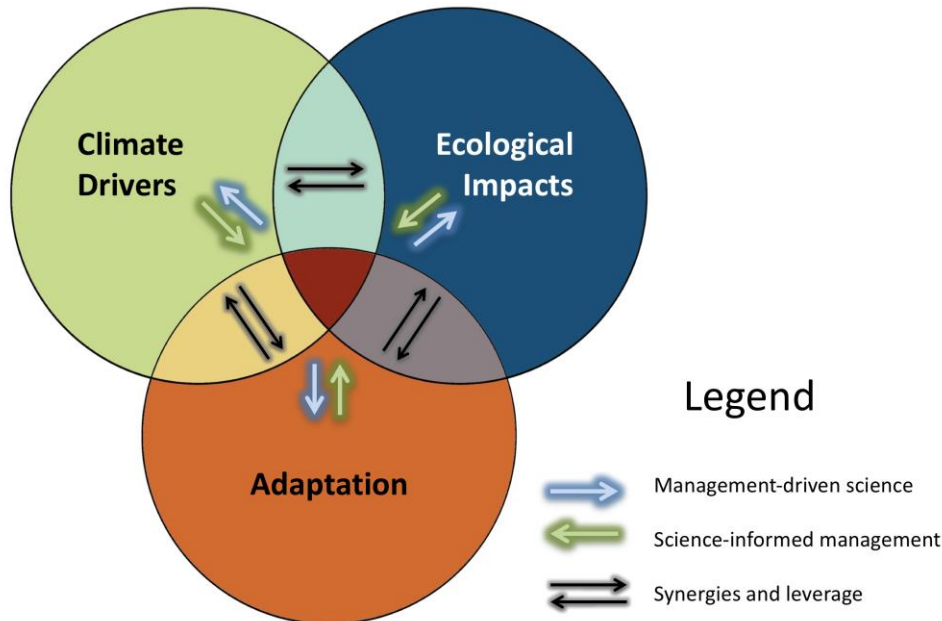 Climate
Drivers
Ecological
Impacts
Adaptation
Legend
Management-driven science
Science-informed management
Synergies and leverage